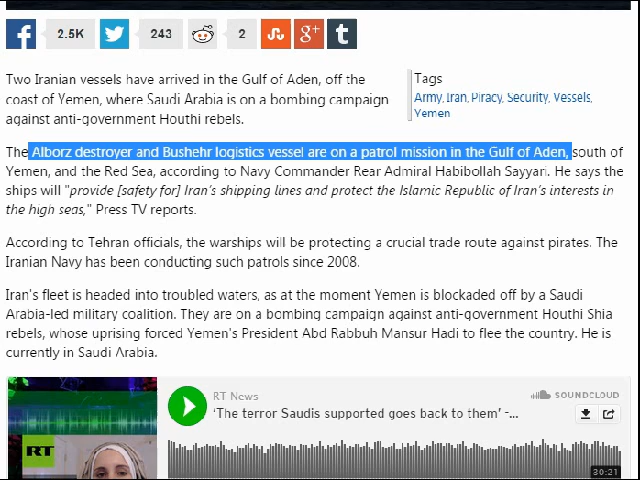 2.5K 243 2
Two Iranian vessels have arrived in the Gulf of Aden, off the
coast of Yemen, where Saudi Arabia is on a bombing campaign
against anti-government Houthi rebels.
Tags
Army, Iran, Piracy, Security, Vessels,
Yemen
The Alborz destroyer and Bushehr logistics vessel are on a patrol mission in the Gulf of Aden, south of
Yemen, and the Red Sea, according to Navy Commander Rear Admiral Habibollah Sayyari. He says the
ships will "provide [safety for] Iran's shipping lines and protect the Islamic Republic of Iran's interests in
the high seas," Press TV reports.
According to Tehran officials, the warships will be protecting a crucial trade route against pirates. The
Iranian Navy has been conducting such patrols since 2008.
Iran's fleet is headed into troubled waters, as at the moment Yemen is blockaded off by a Saudi
Arabia-led military coalition. They are on a bombing campaign against anti-government Houthi Shia
rebels, whose uprising forced Yemen's President Abd Rabbuh Mansur Hadi to flee the country. He is
currently in Saudi Arabia.
RT
RT News
SOUNDCLOUD
'The terror Saudis supported goes back to them' -...
30:21